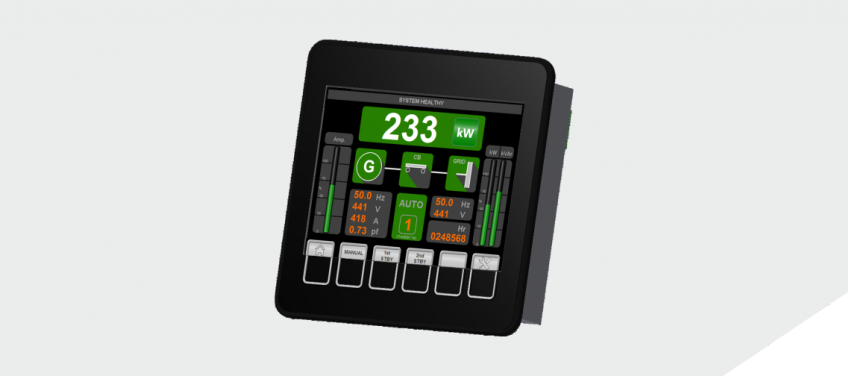 SYSTEM HEALTHY
233 kW
Amp.
kW kVAr
G
CB
GRID
50.0 Hz
441 V
418 A
0.73 pf
AUTO
1
50.0 Hz
441 V
Hr
0248568
MANUAL
1st
STBY
2nd
STBY